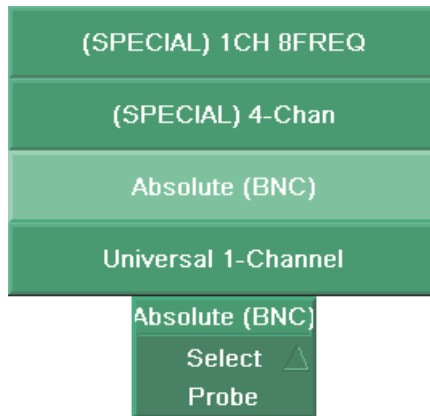 (SPECIAL) 1CH 8FREQ
(SPECIAL) 4-Chan
Absolute (BNC)
Universal 1-Channel
Absolute (BNC)
Select
Probe